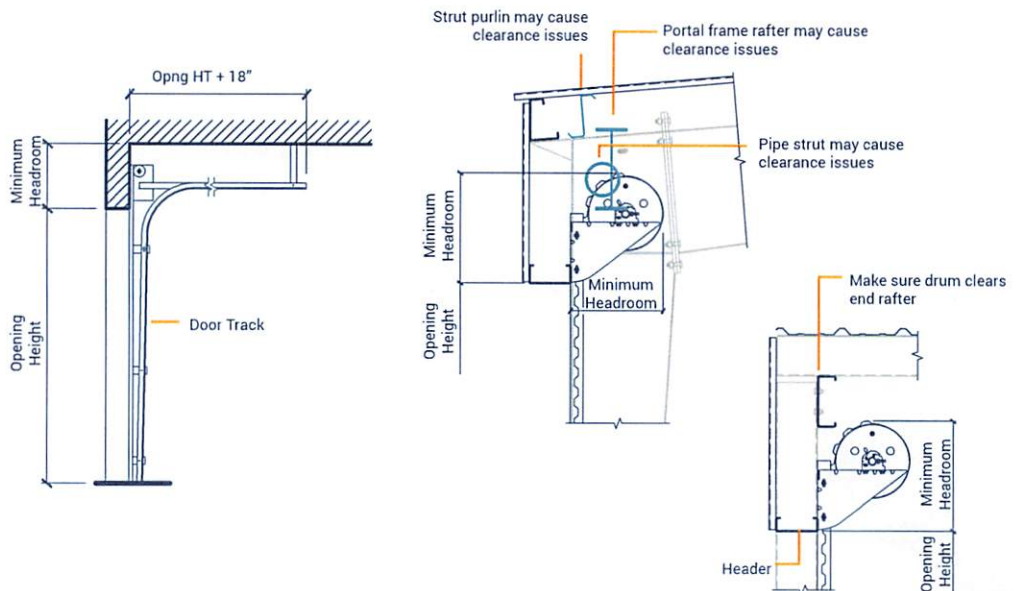 Opng HT + 18”
Minimum
Headroom
Opening
Height
Door Track
Strut purlin may cause
clearance issues
Portal frame rafter may cause
clearance issues
Pipe strut may cause
clearance issues
Minimum
Headroom
Minimum
Headroom
Opening
Height
Make sure drum clears
end rafter
Minimum
Headroom
Header
Opening
Height